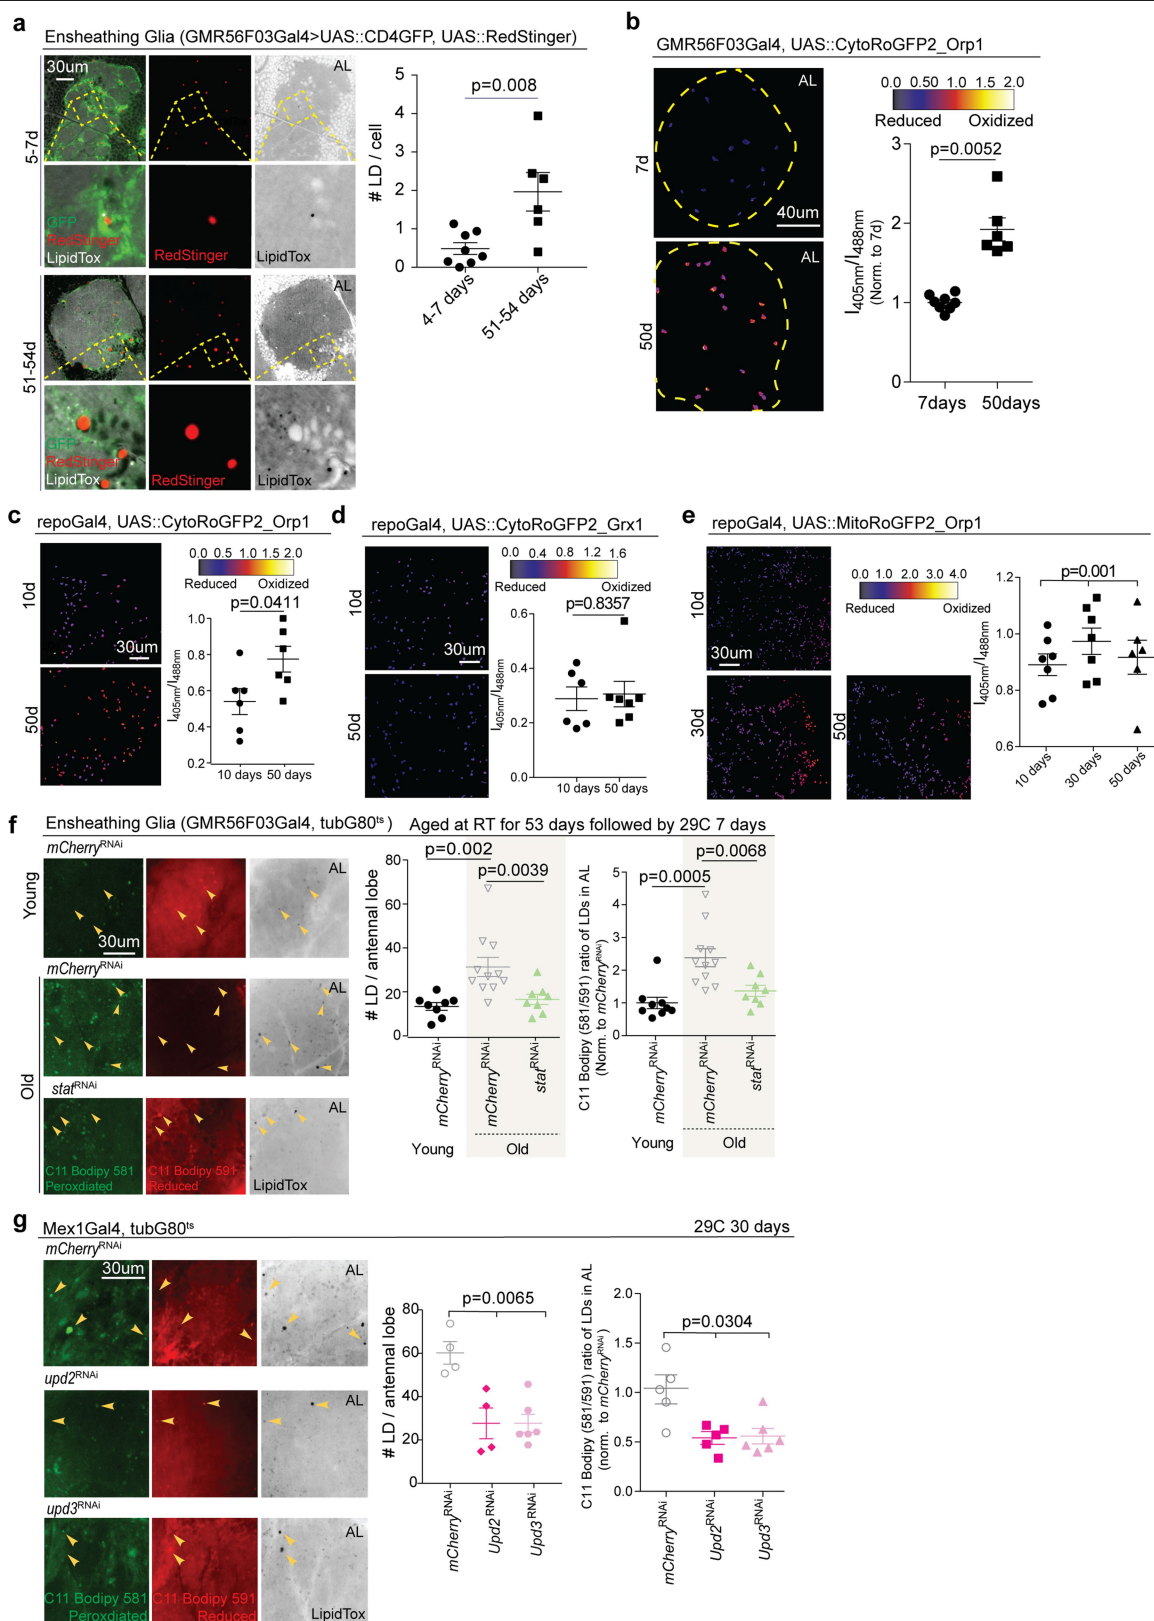 a
Ensheathing Glia (GMR56F03Gal4>UAS::CD4GFP, UAS::RedStinger)
30um
AL
5-7d
GFP
RedStinger
LipidTox
RedStinger
LipidTox
AL
51-54d
GFP
RedStinger
LipidTox
RedStinger
LipidTox
# LD / cell
5
4
3
2
1
0
p=0.008
4-7 days
51-54 days
b
GMR56F03Gal4, UAS::CytoRoGFP2_Orp1
AL
7d
40um
AL
50d
0.0 0.50 1.0 1.5 2.0
Reduced Oxidized
p=0.0052
I405nm/I488nm
(Norm. to 7d)
3
2
1
0
7days 50days
c
repoGal4, UAS::CytoRoGFP2_Orp1
10d
30um
50d
0.0 0.5 1.0 1.5 2.0
Reduced Oxidized
p=0.0411
I405nm/I488nm
1.0
0.8
0.6
0.4
0.2
10 days 50 days
d
repoGal4, UAS::CytoRoGFP2_Grx1
10d
30um
50d
0.0 0.4 0.8 1.2 1.6
Reduced Oxidized
p=0.8357
I405nm/I488nm
0.6
0.4
0.2
0.0
10 days 50 days
e
repoGal4, UAS::MitoRoGFP2_Orp1
10d
30um
30d
50d
0.0 1.0 2.0 3.0 4.0
Reduced Oxidized
p=0.001
I405nm/I488nm
1.2
1.0
0.8
0.6
10 days
30 days
50 days
f
Ensheathing Glia (GMR56F03Gal4, tubG80ts) Aged at RT for 53 days followed by 29C 7 days
mCherryRNAi
Young
30um
AL
mCherryRNAi
AL
Old
statRNAi
AL
C11 Bodipy 581
Peroxdiated
C11 Bodipy 591
Reduced
LipidTox
# LD / antennal lobe
80
60
40
20
0
p=0.002
p=0.0039
mCherryRNAi
mCherryRNAi
statRNAi
Young
Old
C11 Bodipy (581/591) ratio of LDs in AL
(Norm. to mCherryRNAi)
5
4
3
2
1
0
p=0.0068
p=0.0005
mCherryRNAi
mCherryRNAi
statRNAi
Young
Old
g
Mex1Gal4, tubG80ts 29C 30 days
mCherryRNAi
30um
AL
upd2RNAi
AL
upd3RNAi
AL
C11 Bodipy 581
Peroxdiated
C11 Bodipy 591
Reduced
LipidTox
# LD / antennal lobe
80
60
40
20
0
p=0.0065
mCherryRNAi
Upd2RNAi
Upd3RNAi
C11 Bodipy (581/591) ratio of LDs in AL
(norm. to mCherryRNAi)
2.0
1.5
1.0
0.5
0.0
p=0.0304
mCherryRNAi
Upd2RNAi
Upd3RNAi